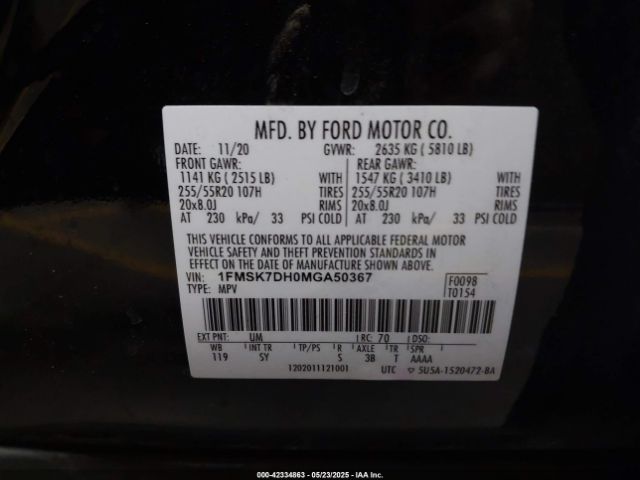 MFD. BY FORD MOTOR CO.
DATE: 11/20 GVWR: 2635 KG ( 5810 LB)
FRONT GAWR: REAR GAWR:
1141 KG ( 2515 LB) WITH 1547 KG ( 3410 LB) WITH
255/55R20 107H TIRES 255/55R20 107H TIRES
20x8.0J RIMS 20x8.0J RIMS
AT 230 kPa/ 33 PSI COLD AT 230 kPa/ 33 PSI COLD
THIS VEHICLE CONFORMS TO ALL APPLICABLE FEDERAL MOTOR
VEHICLE SAFETY AND THEFT PREVENTION STANDARDS IN
EFFECT ON THE DATE OF MANUFACTURE SHOWN ABOVE.
VIN: 1FMSK7DH0MGA50367 F0098
TYPE: MPV T0154
EXT PNT: UM RC: 70 DSO:
WB INT TR TP/PS R AXLE TR SPR
119 SY S 3B T AAAA
1202011121001 UTC ▽ 5U5A-1520472-BA
000-42334863 - 05/23/2025 - IAA Inc.